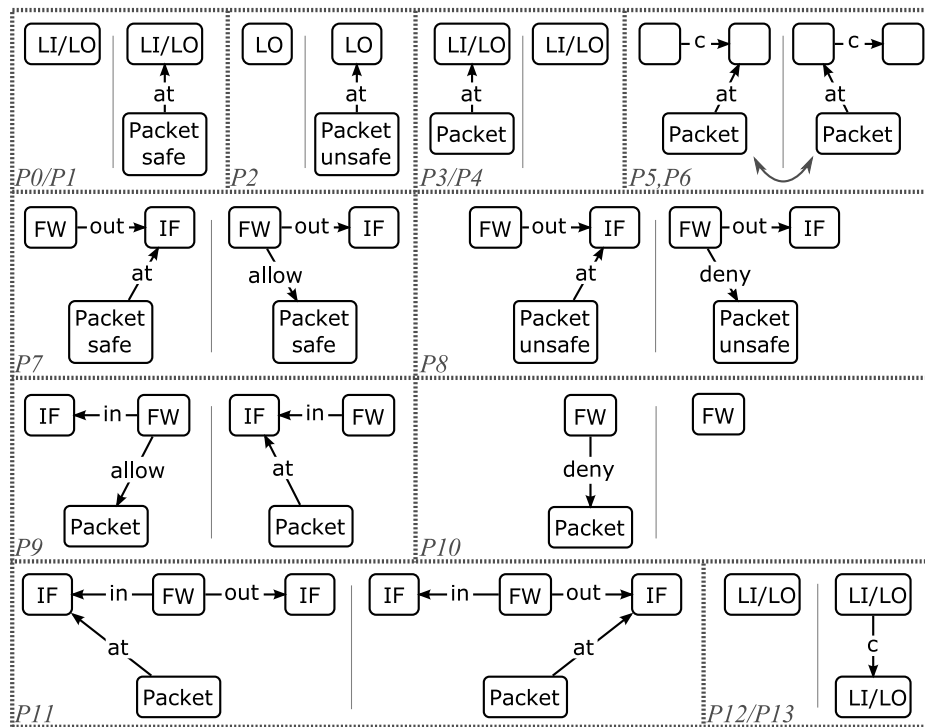 LI/LO
LI/LO
at
Packet
safe
P0/P1
LO
LO
at
Packet
unsafe
P2
LI/LO
LI/LO
at
Packet
P3/P4
c
c
at
at
Packet
Packet
P5,P6
FW
out
IF
FW
out
IF
at
allow
Packet
safe
Packet
safe
P7
FW
out
IF
FW
out
IF
at
deny
Packet
unsafe
Packet
unsafe
P8
IF
in
FW
IF
in
FW
allow
at
Packet
Packet
P9
FW
FW
deny
Packet
P10
IF
in
FW
out
IF
IF
in
FW
out
IF
at
at
Packet
Packet
P11
LI/LO
LI/LO
c
LI/LO
P12/P13